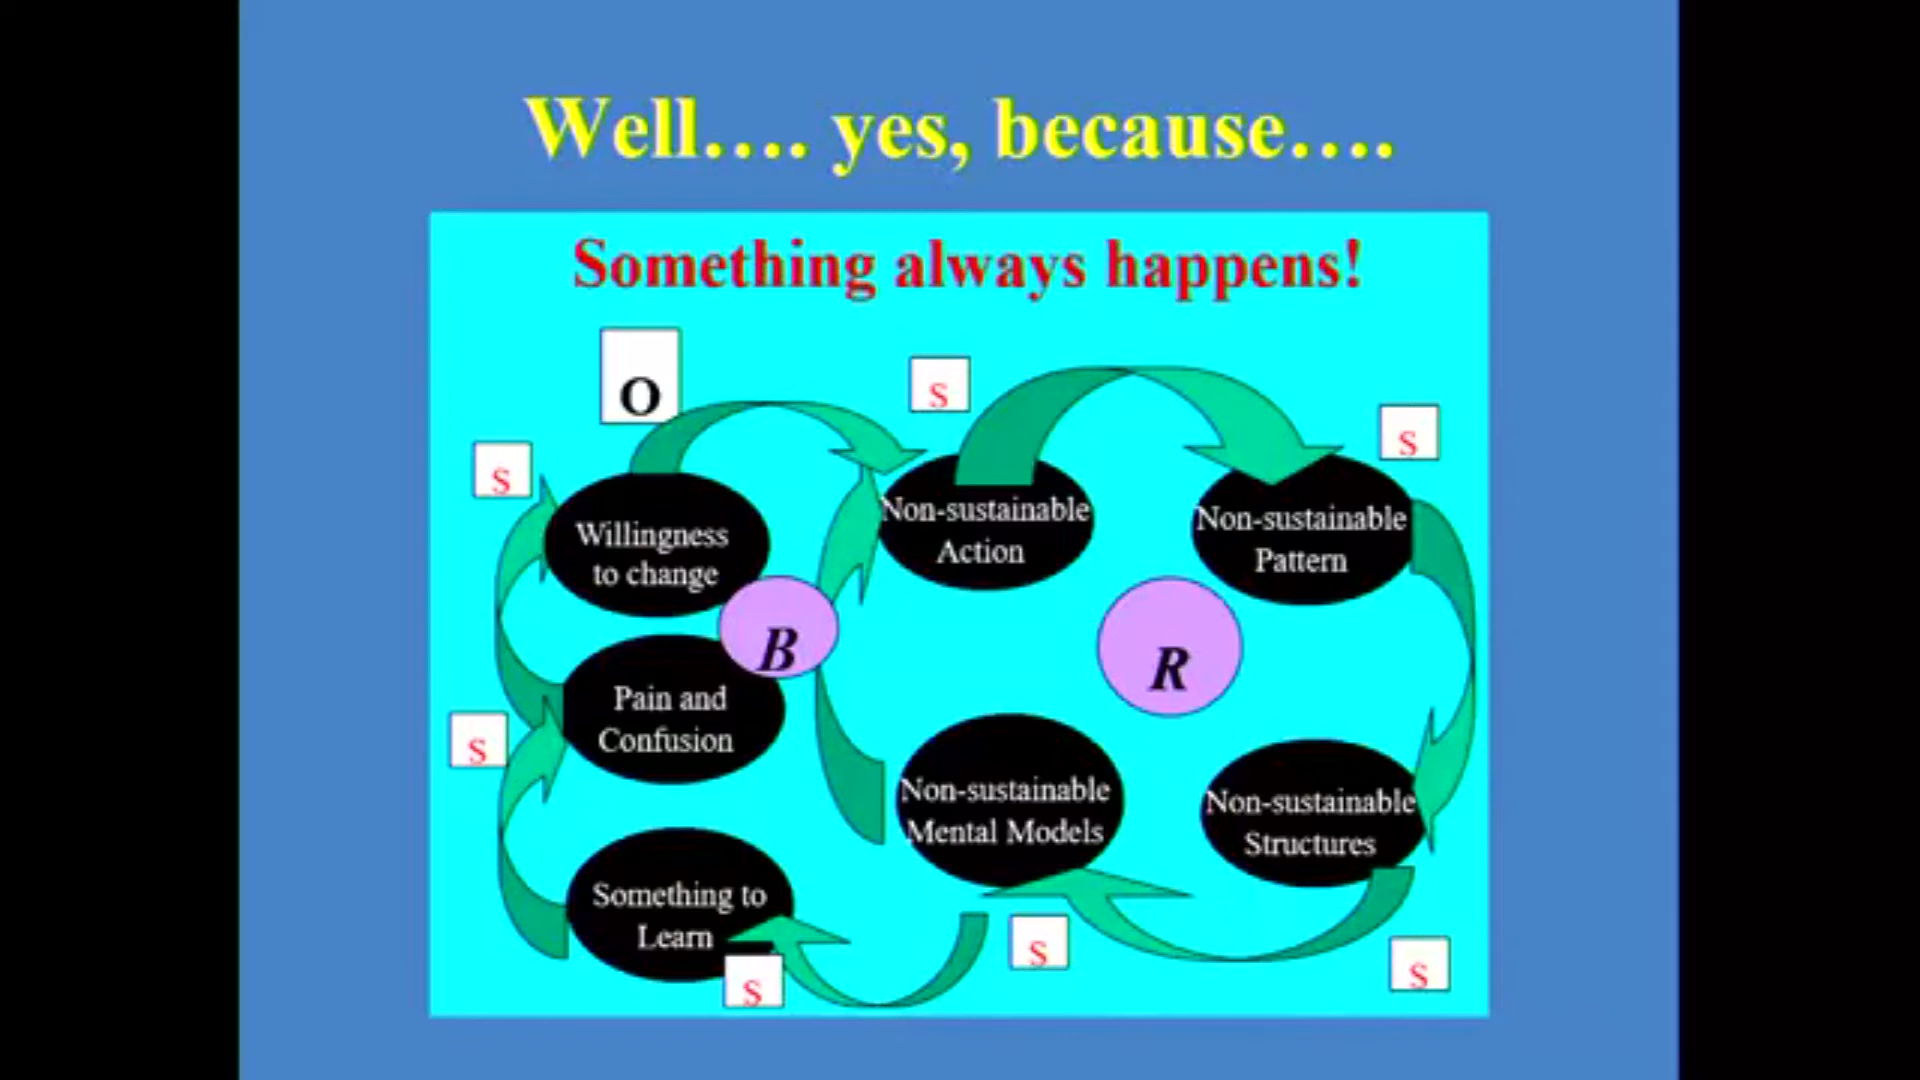 Well…. yes, because….
Something always happens!
O
S
S
S
Willingness
to change
Non-sustainable
Action
Non-sustainable
Pattern
B
R
Pain and
Confusion
S
Non-sustainable
Mental Models
Non-sustainable
Structures
Something to
Learn
S
S
S